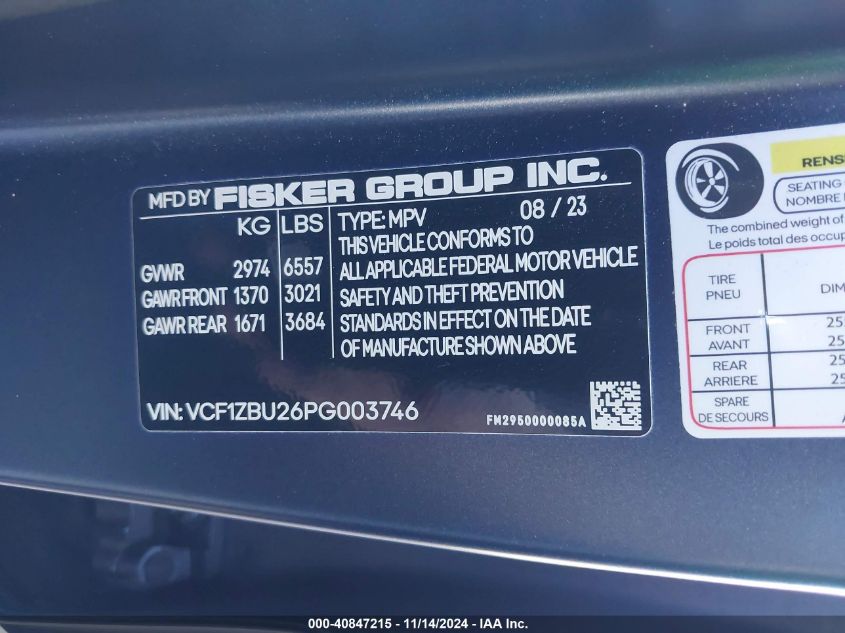 MFD BY FISKER GROUP INC.
KG LBS TYPE: MPV 08 / 23
THIS VEHICLE CONFORMS TO
GVWR 2974 6557 ALL APPLICABLE FEDERAL MOTOR VEHICLE
GAWR FRONT 1370 3021 SAFETY AND THEFT PREVENTION
GAWR REAR 1671 3684 STANDARDS IN EFFECT ON THE DATE
OF MANUFACTURE SHOWN ABOVE
VIN: VCF1ZBU26PG003746
FM2950000085A
SEATING
NOMBRE
The combined weight of
Le poids total des
TIRE
PNEU
FRONT
AVANT
REAR
ARRIERE
SPARE
DE SECOURS
000-40847215 - 11/14/2024 - IAA Inc.